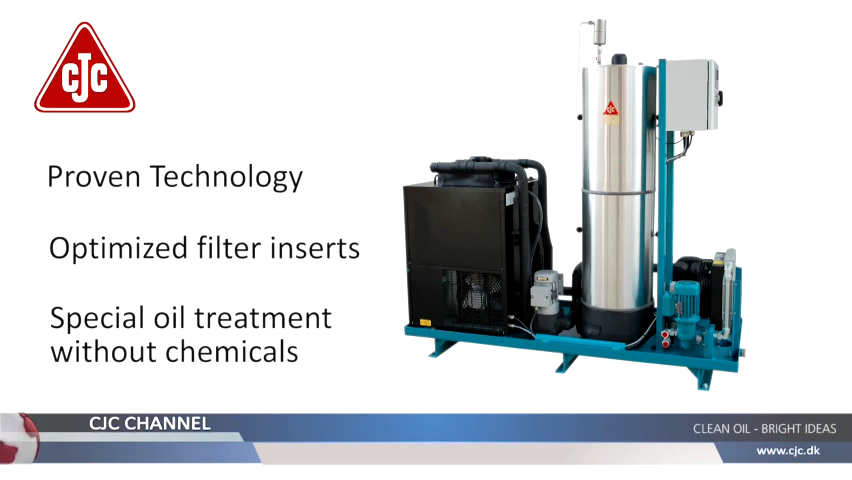 CJC
Proven Technology
Optimized filter inserts
Special oil treatment
without chemicals
CJC
CJC CHANNEL
CLEAN OIL - BRIGHT IDEAS
www.cjc.dk